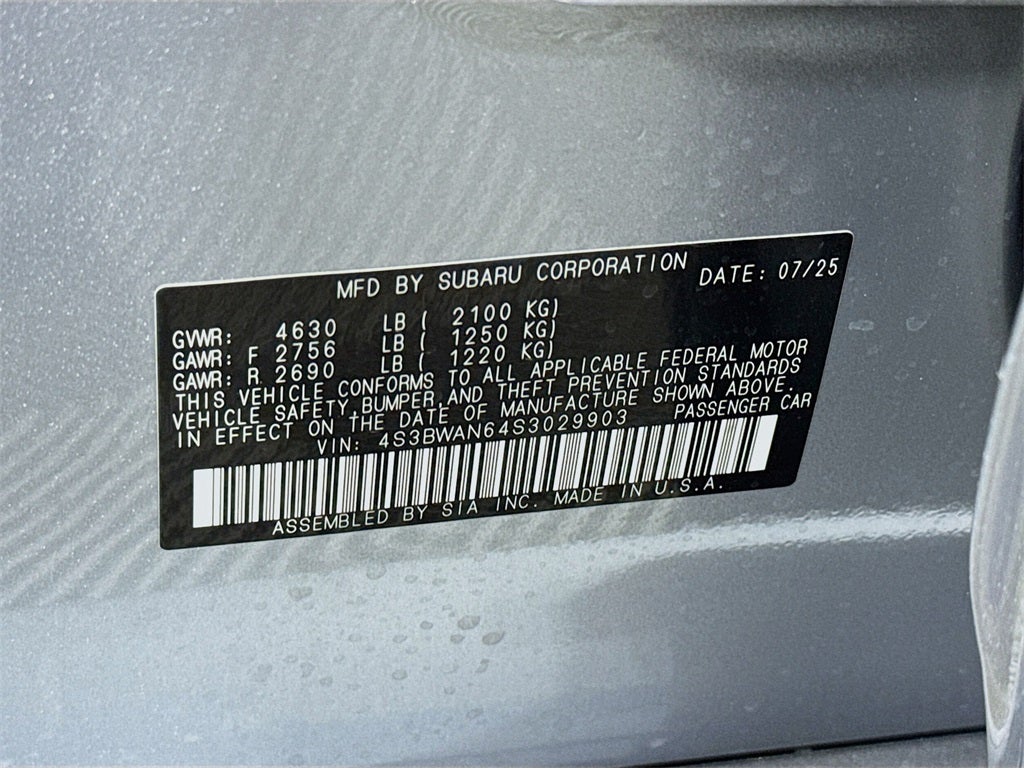 MFD BY SUBARU CORPORATION DATE: 07/25
GVWR: 4630 LB ( 2100 KG)
GAWR: F 2756 LB ( 1250 KG)
GAWR: R 2690 LB ( 1220 KG)
THIS VEHICLE CONFORMS TO ALL APPLICABLE FEDERAL MOTOR
VEHICLE SAFETY,BUMPER,AND THEFT PREVENTION STANDARDS
IN EFFECT ON THE DATE OF MANUFACTURE SHOWN ABOVE.
VIN: 4S3BWAN64S3029903 PASSENGER CAR
ASSEMBLED BY SIA INC. MADE IN U.S.A.